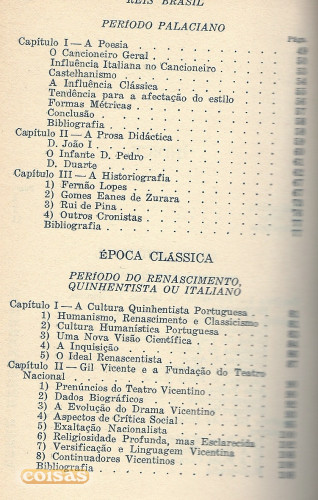 REIS BRASIL
PERÍODO PALACIANO
Pág.
Capítulo I — A Poesia 49
O Cancioneiro Geral
Influência Italiana no Cancioneiro
Castelhanismo
A Influência Clássica
Tendência para a afectação do estilo
Formas Métricas
Conclusão
Bibliografia
Capítulo II — A Prosa Didáctica
D. João I
O Infante D. Pedro
D. Duarte
Capítulo III — A Historiografia
1) Fernão Lopes
2) Gomes Eanes de Zurara
3) Rui de Pina
4) Outros Cronistas
Bibliografia
ÉPOCA CLÁSSICA
PERÍODO DO RENASCIMENTO,
QUINHENTISTA OU ITALIANO
Capítulo I — A Cultura Quinhentista Portuguesa
1) Humanismo, Renascimento e Classicismo
2) Cultura Humanística Portuguesa
3) Uma Nova Visão Científica
4) A Inquisição
5) O Ideal Renascentista
Capítulo II — Gil Vicente e a Fundação do Teatro
Nacional
1) Prenúncios do Teatro Vicentino
2) Dados Biográficos
3) A Evolução do Drama Vicentino
4) Aspectos de Crítica Social
5) Exaltação Nacionalista
6) Religiosidade Profunda, mas Esclarecida
7) Versificação e Linguagem Vicentina
8) Continuadores Vicentinos
Bibliografia
coisas